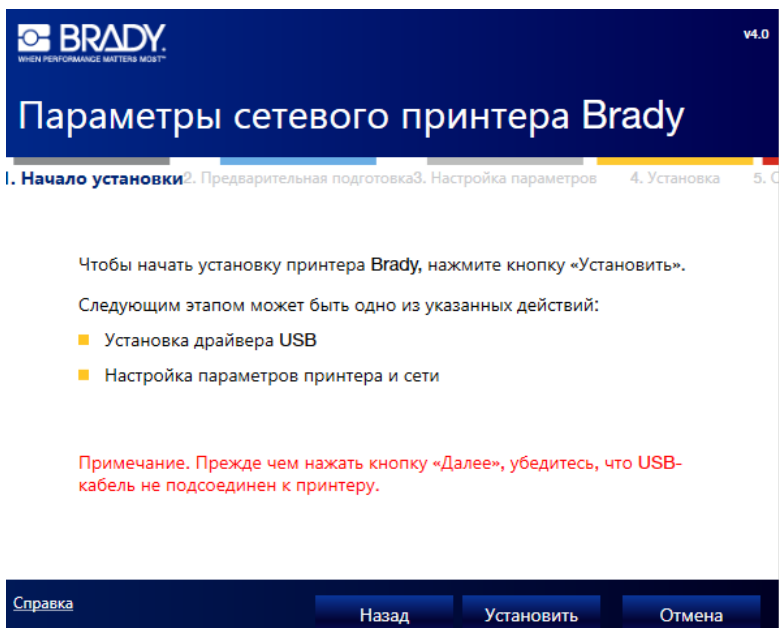 BRADY.
WHEN PERFORMANCE MATTERS MOST™
v4.0
Параметры сетевого принтера Brady
1. Начало установки 2. Предварительная подготовка 3. Настройка параметров 4. Установка 5. С
Чтобы начать установку принтера Brady, нажмите кнопку «Установить».
Следующим этапом может быть одно из указанных действий:
Установка драйвера USB
Настройка параметров принтера и сети
Примечание. Прежде чем нажать кнопку «Далее», убедитесь, что USB-
кабель не подсоединен к принтеру.
Справка
Назад
Установить
Отмена